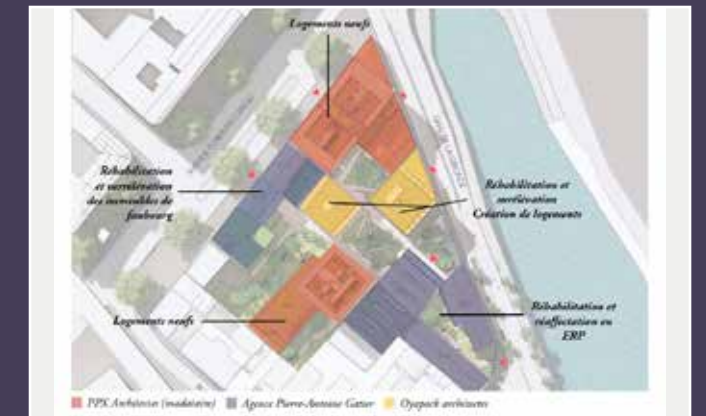 Logements neufs
Réhabilitation
et surélévation
des immeubles de
faubourg
Réhabilitation et
surélévation
Création de logements
Logements neufs
Réhabilitation et
réaffectation en
ERP
Architectes (mandataire) Agence Pierre-Antoine Gatier Oyapock architectes